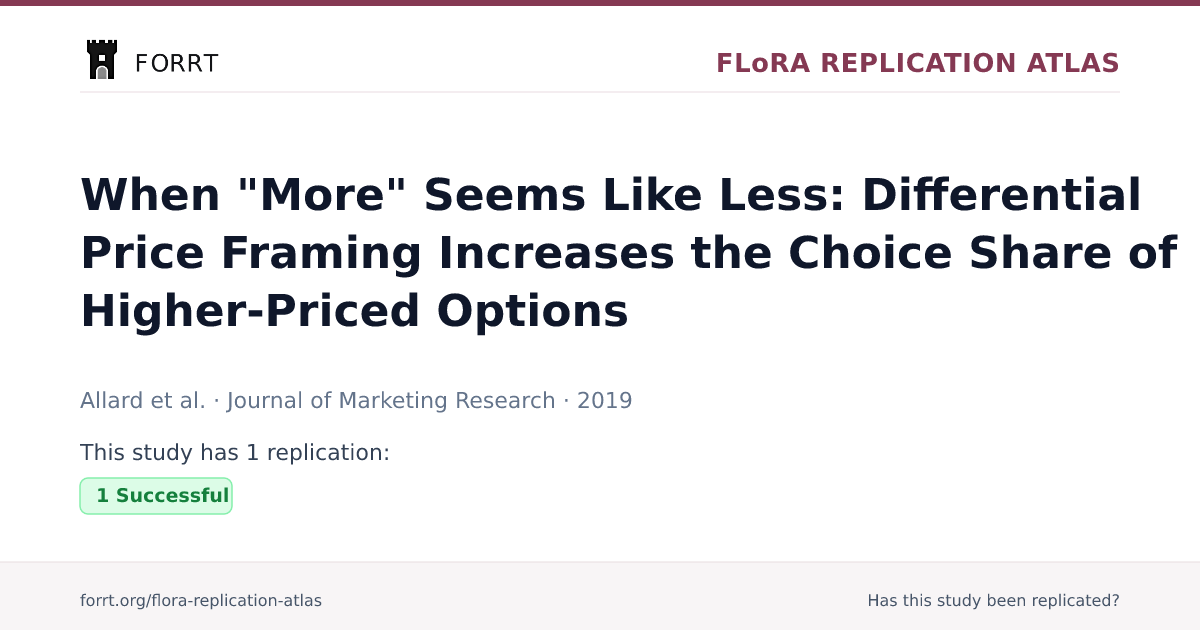 FORRT
FLoRA REPLICATION ATLAS
When "More" Seems Like Less: Differential
Price Framing Increases the Choice Share of
Higher-Priced Options
Allard et al. · Journal of Marketing Research · 2019
This study has 1 replication:
1 Successful
forrt.org/flora-replication-atlas
Has this study been replicated?